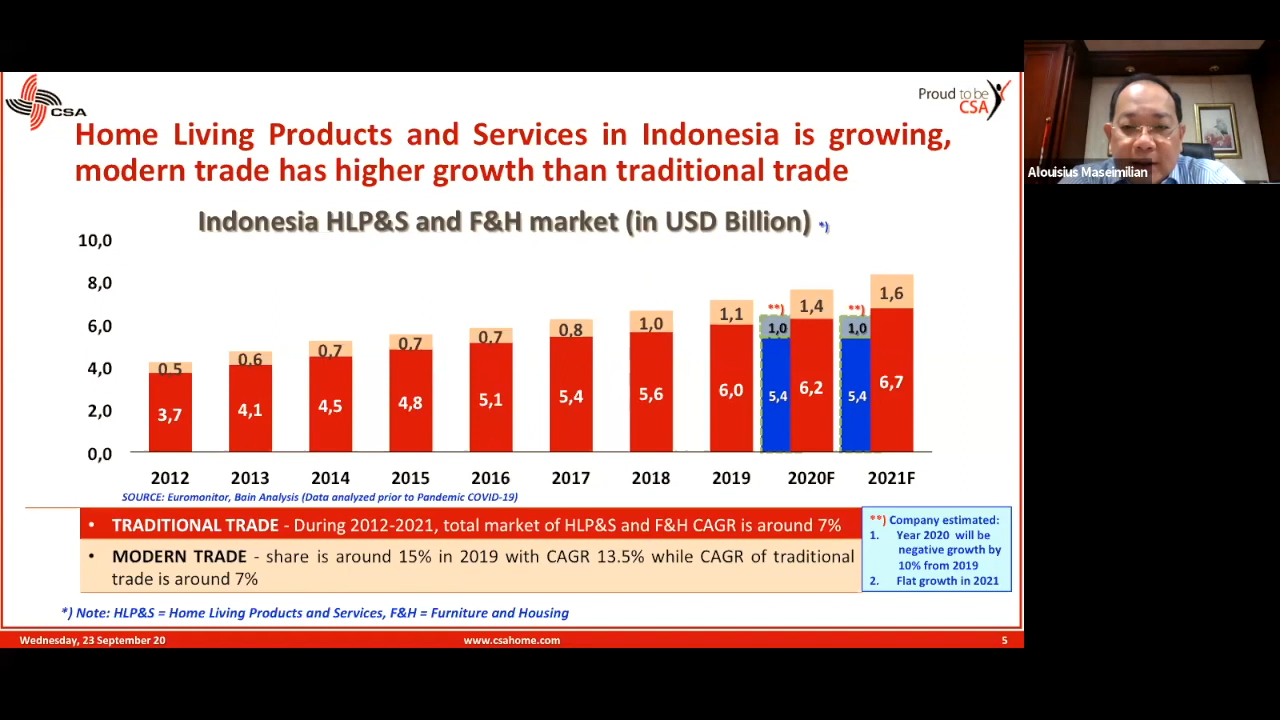 CSA
Proud to be
CSA
Home Living Products and Services in Indonesia is growing,
modern trade has higher growth than traditional trade
Alouisius Maseimilian
Indonesia HLP&S and F&H market (in USD Billion) *)
10,0
8,0
6,0
4,0
2,0
0,0
0,5
0,6
0,7
0,7
0,7
0,8
1,0
1,1
**)
1,0
1,4
**)
1,0
1,6
3,7
4,1
4,5
4,8
5,1
5,4
5,6
6,0
5,4
6,2
5,4
6,7
2012
2013
2014
2015
2016
2017
2018
2019
2020F
2021F
SOURCE: Euromonitor, Bain Analysis (Data analyzed prior to Pandemic COVID-19)
• TRADITIONAL TRADE - During 2012-2021, total market of HLP&S and F&H CAGR is around 7%
• MODERN TRADE - share is around 15% in 2019 with CAGR 13.5% while CAGR of traditional
trade is around 7%
**) Company estimated:
1. Year 2020 will be
negative growth by
10% from 2019
2. Flat growth in 2021
*) Note: HLP&S = Home Living Products and Services, F&H = Furniture and Housing
Wednesday, 23 September 20
www.csahome.com
5